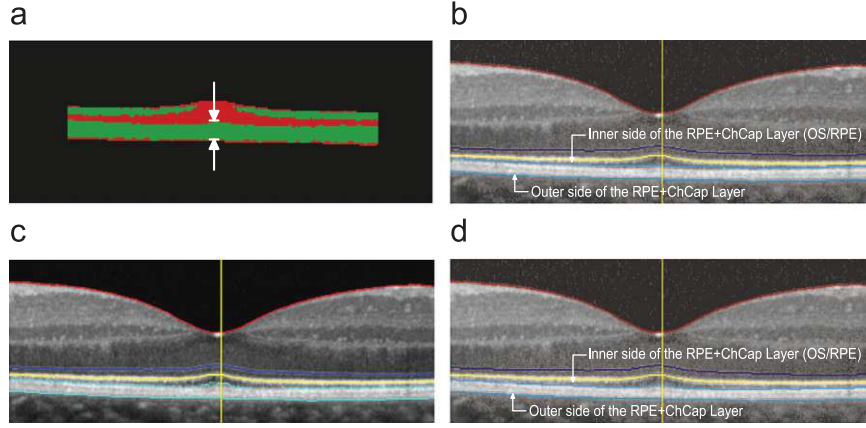 a
b
Inner side of the RPE+ChCap Layer (OS/RPE)
Outer side of the RPE+ChCap Layer
c
d
Inner side of the RPE+ChCap Layer (OS/RPE)
Outer side of the RPE+ChCap Layer